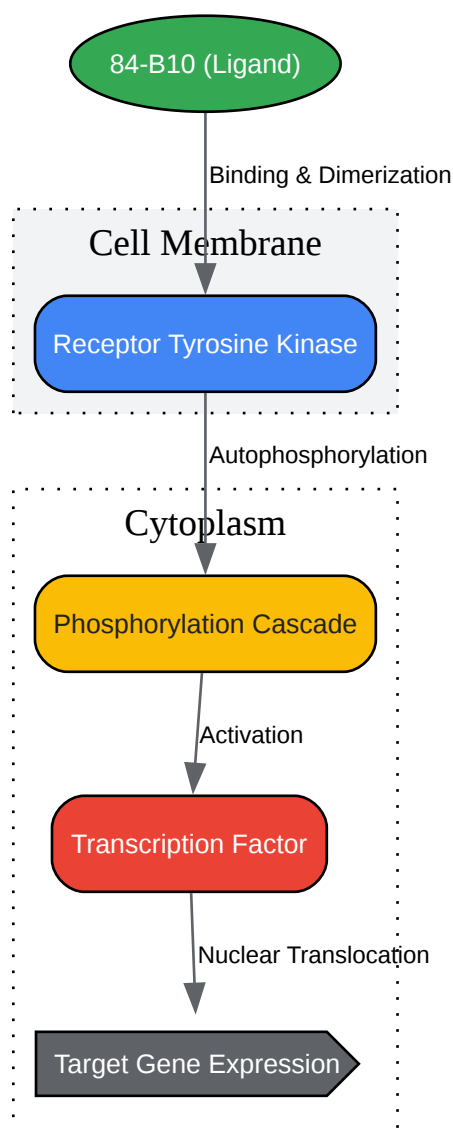 84-B10 (Ligand)
Binding & Dimerization
Cell Membrane
Receptor Tyrosine Kinase
Autophosphorylation
Cytoplasm
Phosphorylation Cascade
Activation
Transcription Factor
Nuclear Translocation
Target Gene Expression